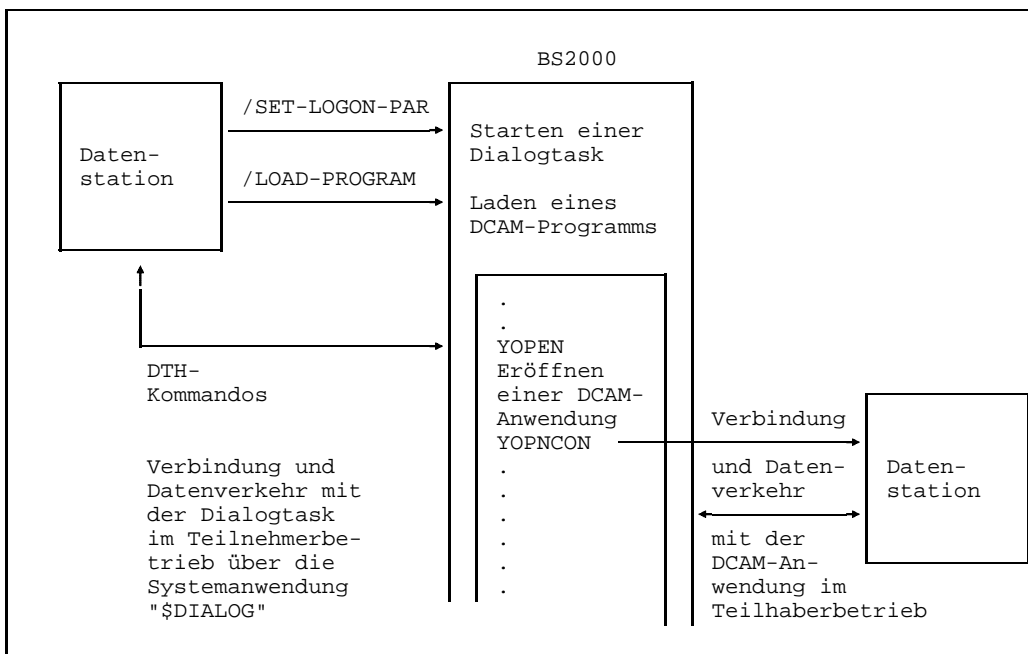 BS2000
/SET-LOGON-PAR
Daten-
station
/LOAD-PROGRAM
Starten einer
Dialogtask
Laden eines
DCAM-Programms
.
.
YOPEN
Eröffnen
einer DCAM-
Anwendung
YOPNCON
.
.
.
.
.
.
DTH-
Kommandos
Verbindung und
Datenverkehr mit
der Dialogtask
im Teilnehmerbe-
trieb über die
Systemanwendung
"$DIALOG"
Verbindung
und Daten-
verkehr
mit der
DCAM-An-
wendung im
Teilhaberbetrieb
Daten-
station